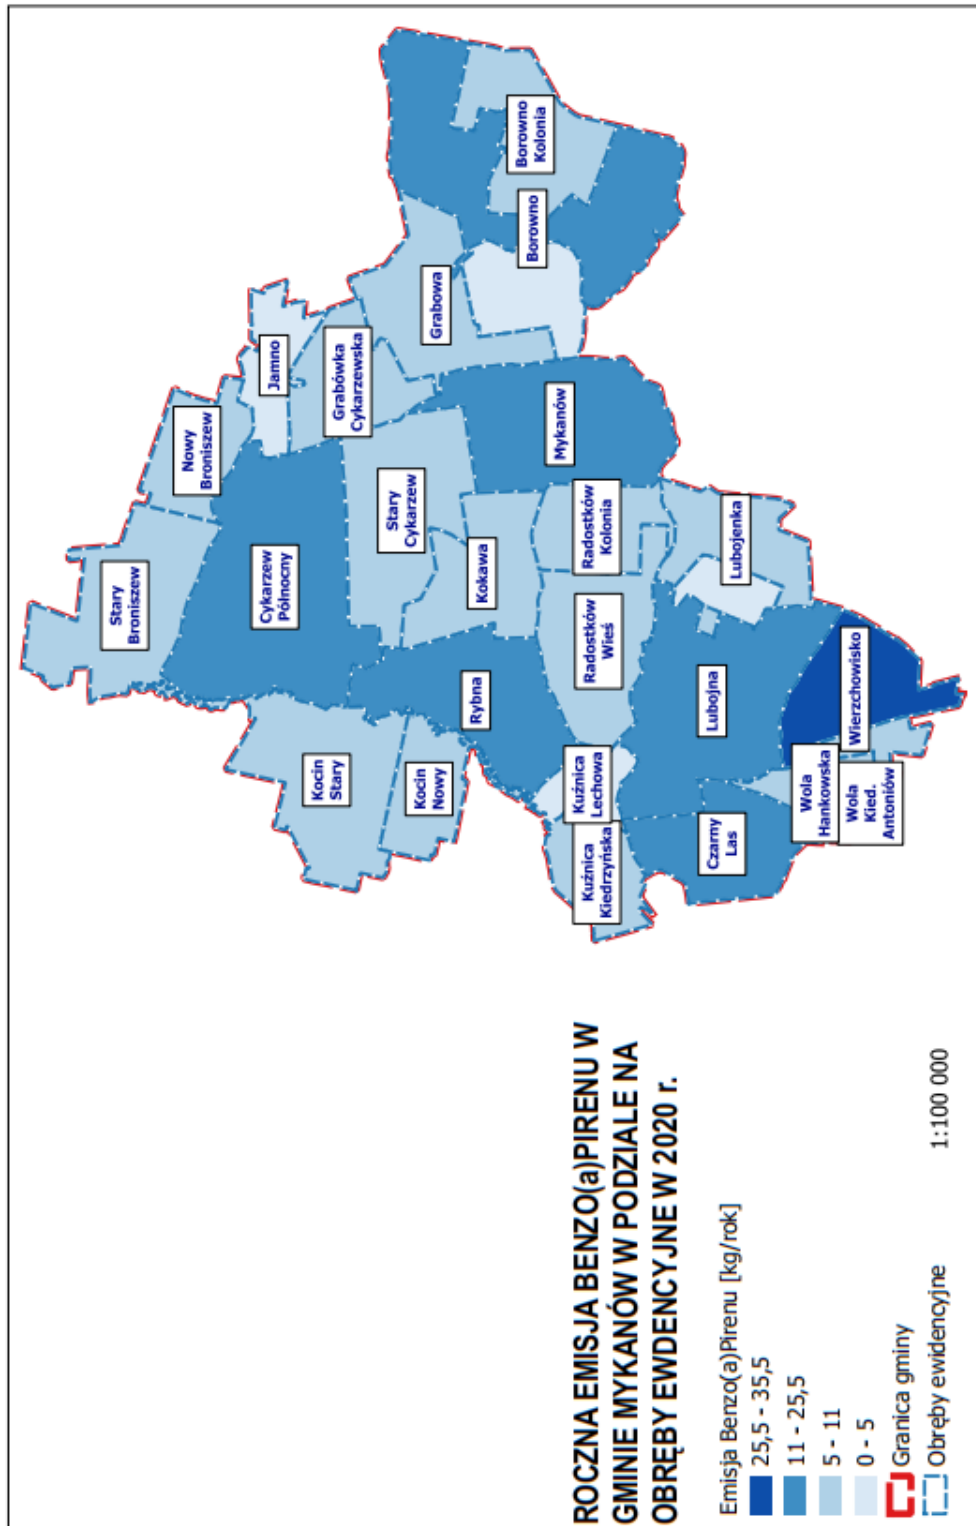 Stary
Broniszew
Nowy
Broniszew
Cykarzew
Północny
Jamno
Kocin
Stary
Grabówka
Cykarzewska
Stary
Cykarzew
Kocin
Nowy
Grabowa
Rybna
Kokawa
Borowno
Borowno
Kolonia
Mykanów
Kuźnica
Kiedrzyńska
Kuźnica
Lechowa
Radostków
Wieś
Radostków
Kolonia
Czarny
Las
Lubojna
Lubojenka
Wola
Hankowska
Wierzchowisko
Wola
Kied.
Antoniów
ROCZNA EMISJA BENZO(a)PIRENU W
GMINIE MYKANÓW W PODZIALE NA
OBRĘBY EWDENCYJNE W 2020 r.
Emisja Benzo(a)Pirenu [kg/rok]
25,5 - 35,5
11 - 25,5
5 - 11
0 - 5
Granica gminy
Obręby ewidencyjne
1:100 000